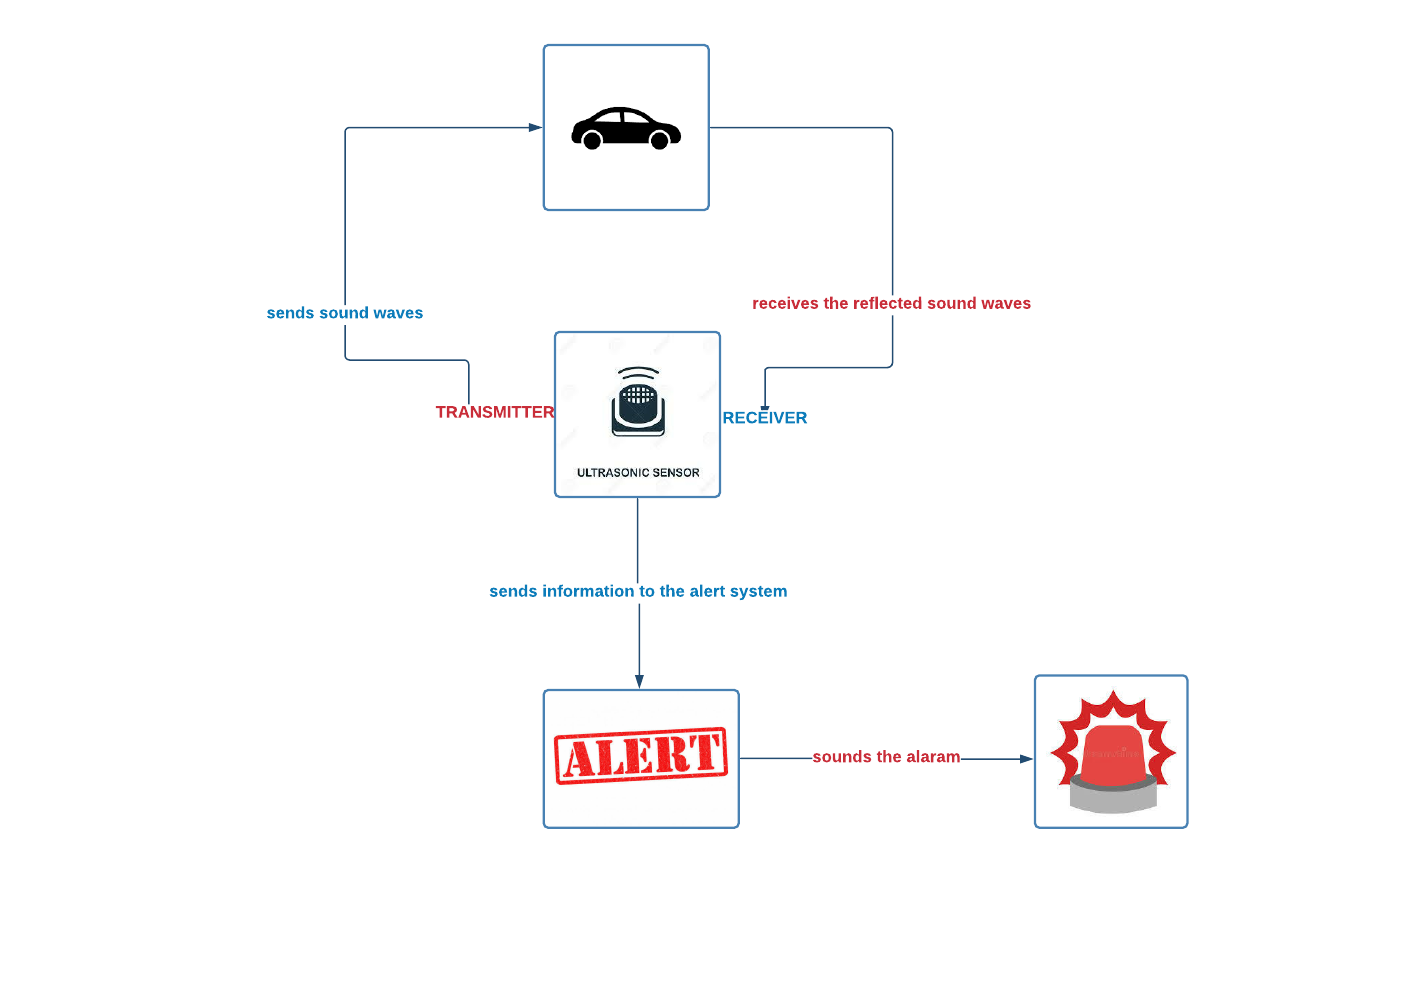 sends sound waves
receives the reflected sound waves
TRANSMITTER
RECEIVER
ULTRASONIC SENSOR
sends information to the alert system
ALERT
sounds the alaram